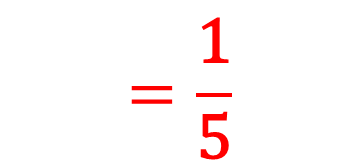 = 1/5